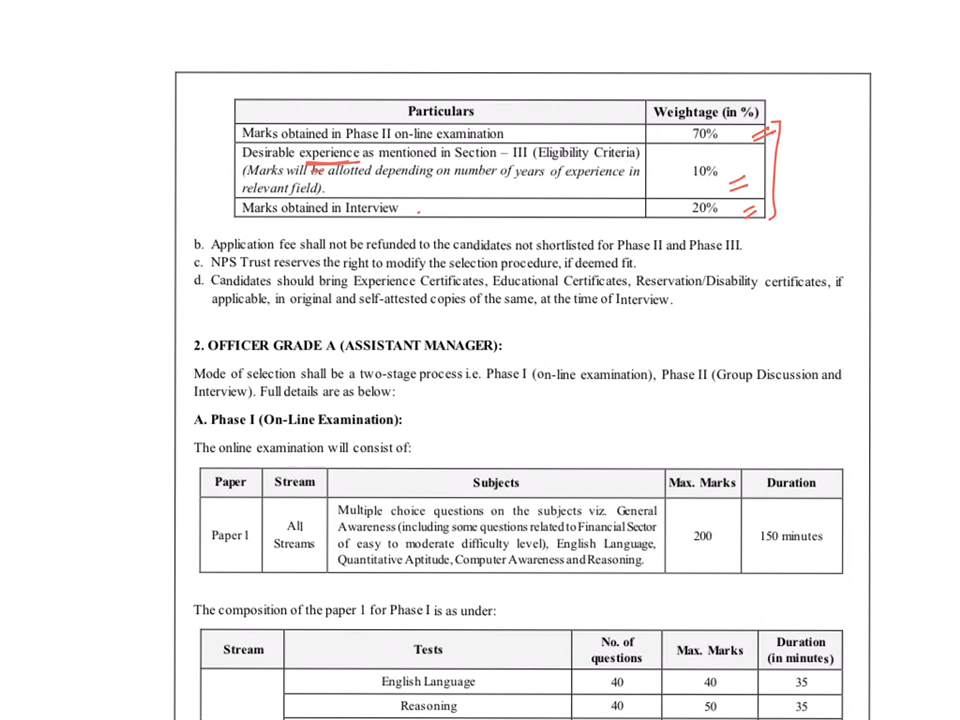 Particulars Weightage (in %)
Marks obtained in Phase II on-line examination 70%
Desirable experience as mentioned in Section – III (Eligibility Criteria)
(Marks will be allotted depending on number of years of experience in 10%
relevant field).
Marks obtained in Interview 20%
b. Application fee shall not be refunded to the candidates not shortlisted for Phase II and Phase III.
c. NPS Trust reserves the right to modify the selection procedure, if deemed fit.
d. Candidates should bring Experience Certificates, Educational Certificates, Reservation/Disability certificates, if
applicable, in original and self-attested copies of the same, at the time of Interview.
2. OFFICER GRADE A (ASSISTANT MANAGER):
Mode of selection shall be a two-stage process i.e. Phase I (on-line examination), Phase II (Group Discussion and
Interview). Full details are as below:
A. Phase I (On-Line Examination):
The online examination will consist of:
Paper Stream Subjects Max. Marks Duration
Multiple choice questions on the subjects viz. General
All Awareness (including some questions related to Financial Sector
Paper 1 200 150 minutes
Streams of easy to moderate difficulty level), English Language,
Quantitative Aptitude, Computer Awareness and Reasoning.
The composition of the paper 1 for Phase I is as under:
Stream Tests No. of questions Max. Marks Duration (in minutes)
English Language 40 40 35
Reasoning 40 50 35